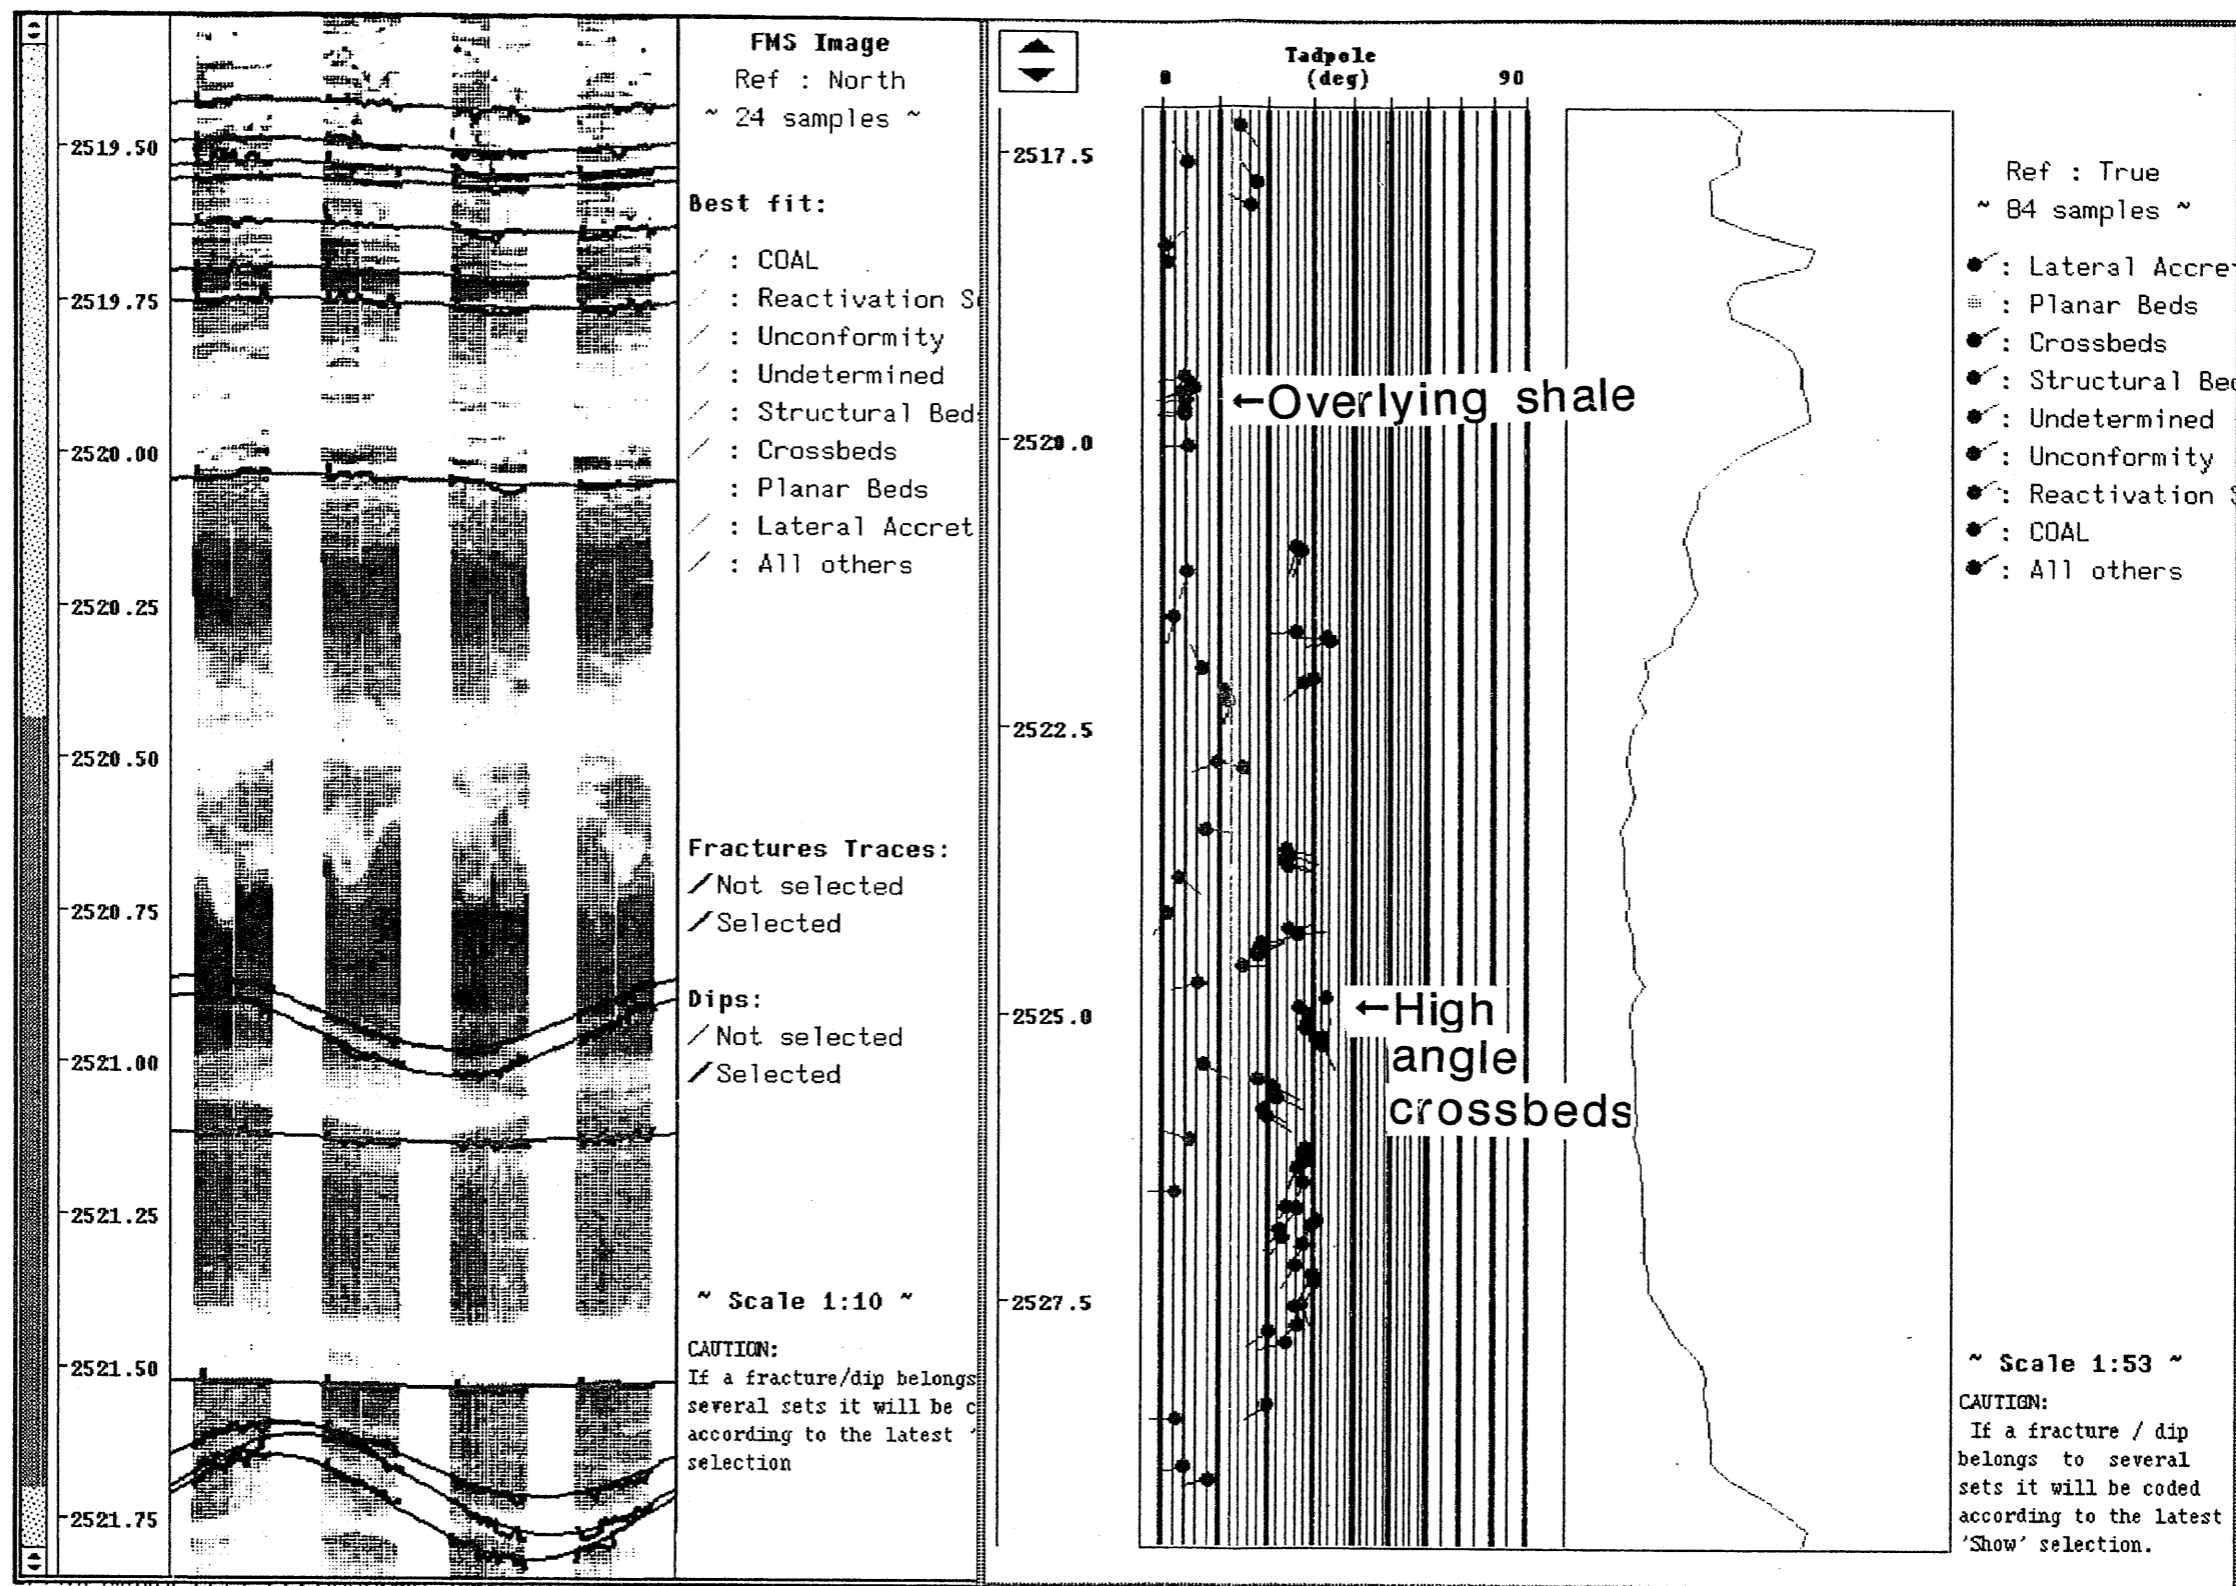 FMS Image
Ref : North
~ 24 samples ~
2519.50
2519.75
2520.00
2520.25
2520.50
2520.75
2521.00
2521.25
2521.50
2521.75
Best fit:
: COAL
: Reactivation S
: Unconformity
: Undetermined
: Structural Bed
: Crossbeds
: Planar Beds
: Lateral Accret
: All others
Fractures Traces:
Not selected
Selected
Dips:
Not selected
Selected
~ Scale 1:10 ~
CAUTION:
If a fracture/dip belongs
several sets it will be c
according to the latest '
selection
Tadpole
(deg)
0 90
2517.5
2520.0
2522.5
2525.0
2527.5
←Overlying shale
←High
angle
crossbeds
Ref : True
~ 84 samples ~
: Lateral Accre
: Planar Beds
: Crossbeds
: Structural Be
: Undetermined
: Unconformity
: Reactivation S
: COAL
: All others
~ Scale 1:53 ~
CAUTION:
If a fracture / dip
belongs to several
sets it will be coded
according to the latest
'Show' selection.